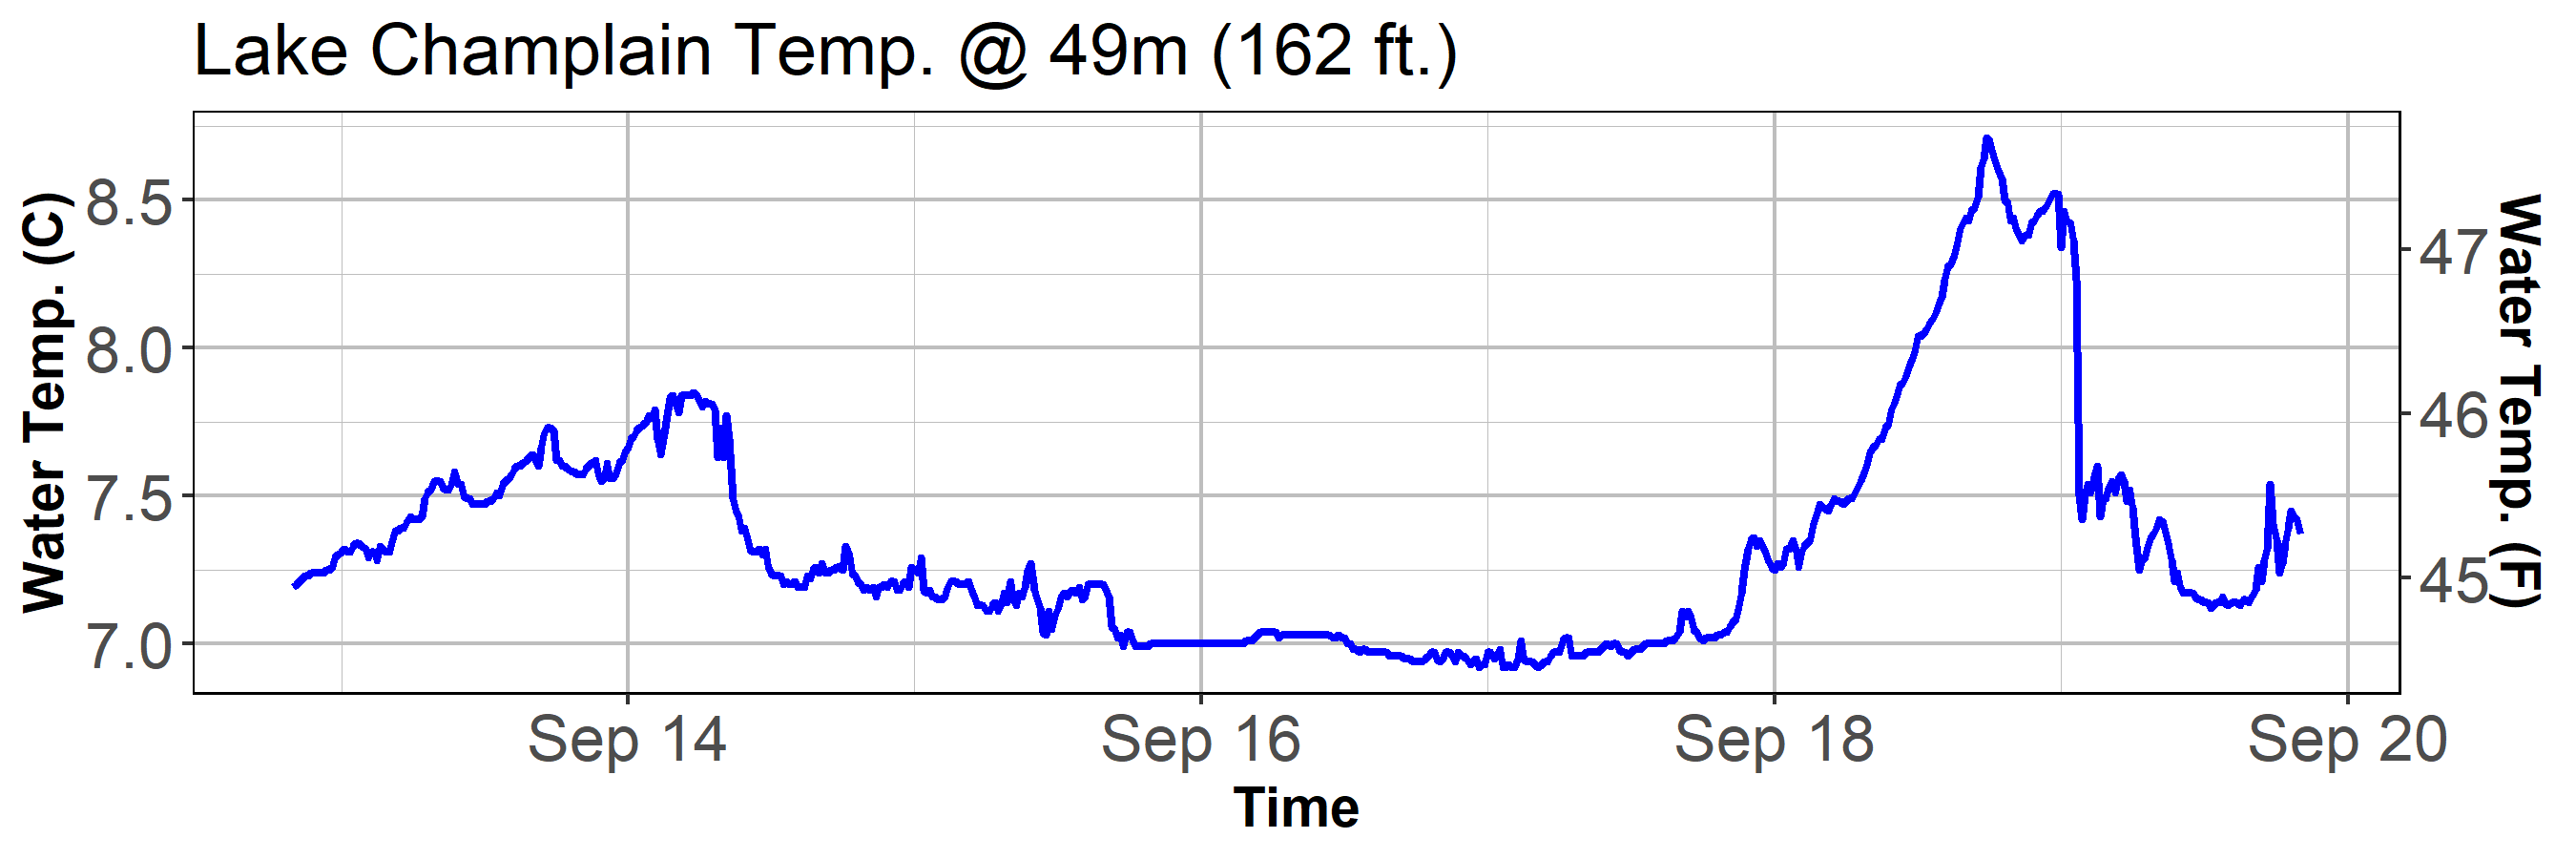 Lake Champlain Temp. @ 49m (162 ft.)
Water Temp. (C)
8.5
8.0
7.5
7.0
47
46
45
Water Temp. (F)
Sep 14 Sep 16 Sep 18 Sep 20
Time